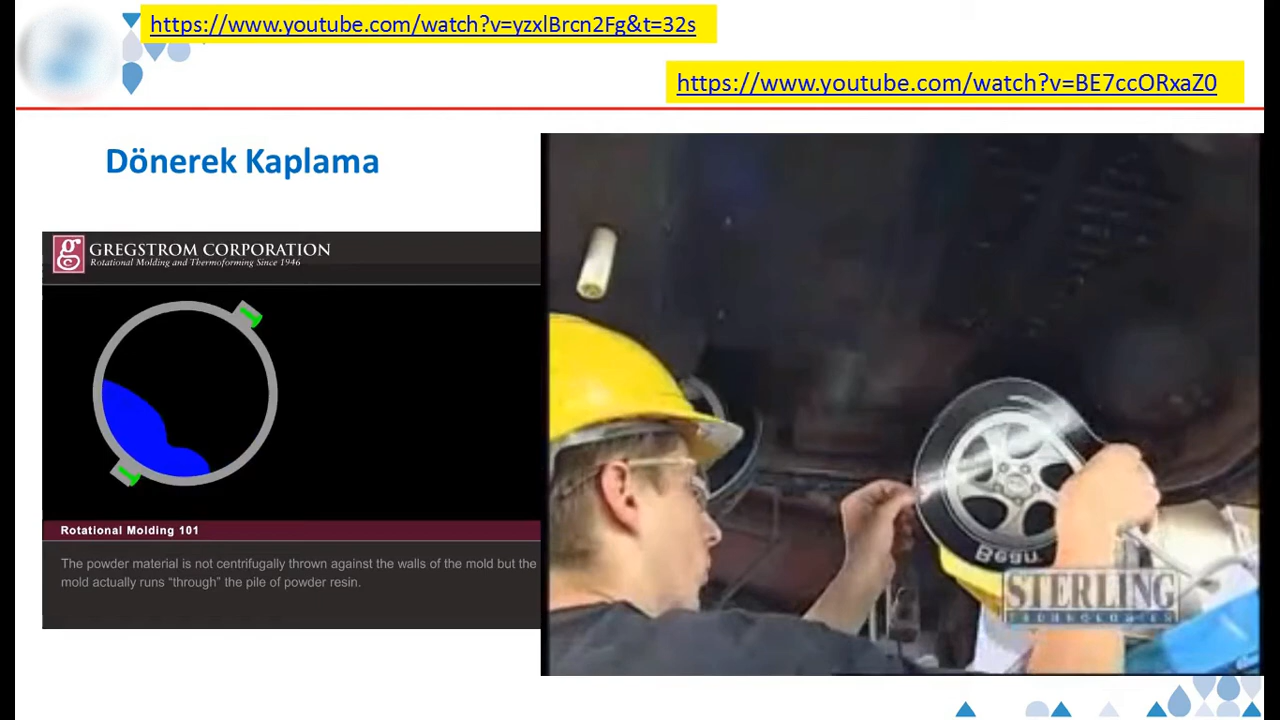 https://www.youtube.com/watch?v=yzxlBrcn2Fg&t=32s
https://www.youtube.com/watch?v=BE7ccORxaZ0
Dönerek Kaplama
g
GREGSTROM CORPORATION
Rotational Molding and Thermoforming Since 1946
Rotational Molding 101
The powder material is not centrifugally thrown against the walls of the mold but the
mold actually runs “through” the pile of powder resin.
STERLING
TECHNOLOGIES